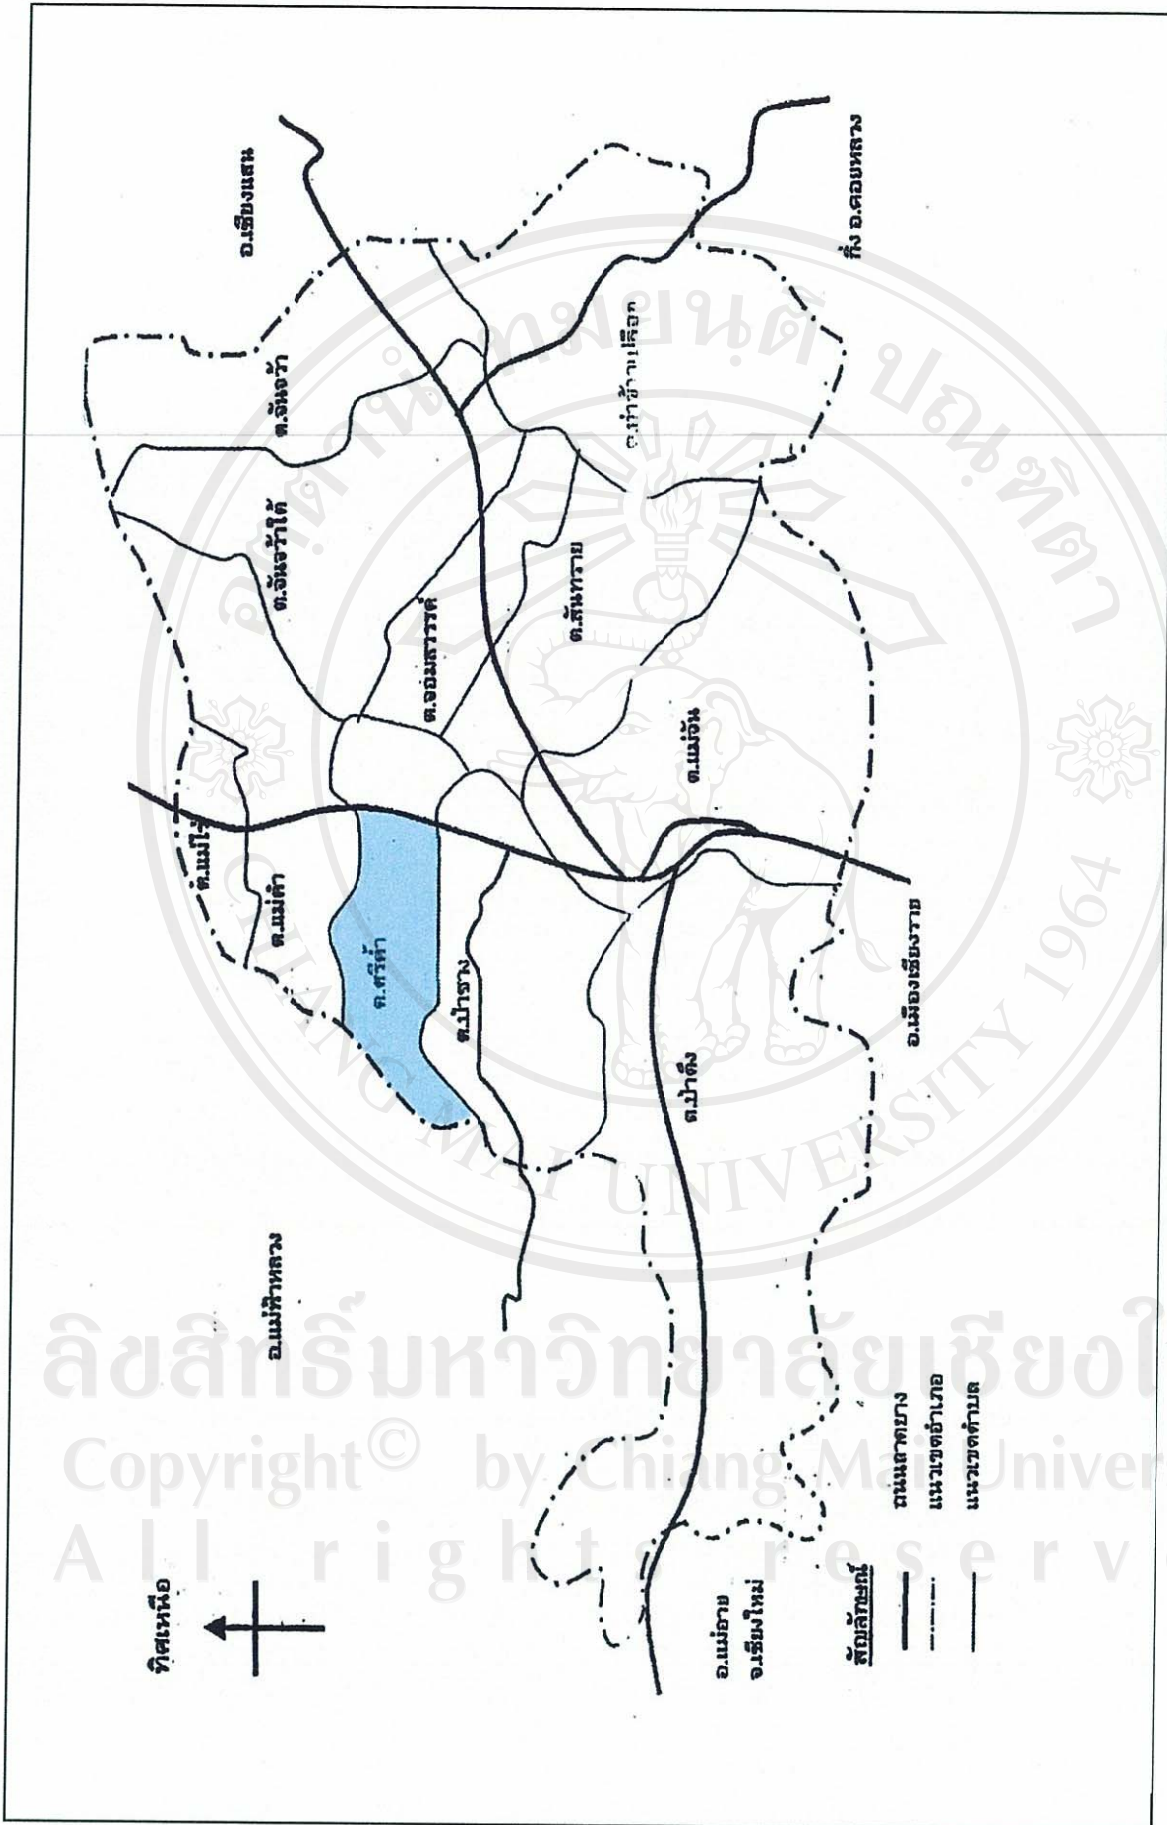 ทิศเหนือ
อ.แม่ฟ้าหลวง
อ.เชียงแสน
ต.แม่ไร่
ต.แม่คำ
ต.จันจว้าใต้
ต.จันจว้า
ต.ศรีค้ำ
ต.ป่าซาง
ต.จอมสวรรค์
ต.สันทราย
ต.ท่าข้าวเปลือก
ต.ป่าตึง
ต.แม่จัน
กิ่ง อ.ดอยหลวง
อ.แม่อาย
จ.เชียงใหม่
อ.เมืองเชียงราย
สัญลักษณ์
ถนนลาดยาง
แนวเขตอำเภอ
แนวเขตตำบล
CHIANG MAI UNIVERSITY 1964
ลิขสิทธิ์มหาวิทยาลัยเชียงใ
Copyright© by Chiang Mai Univer
All rights reserv